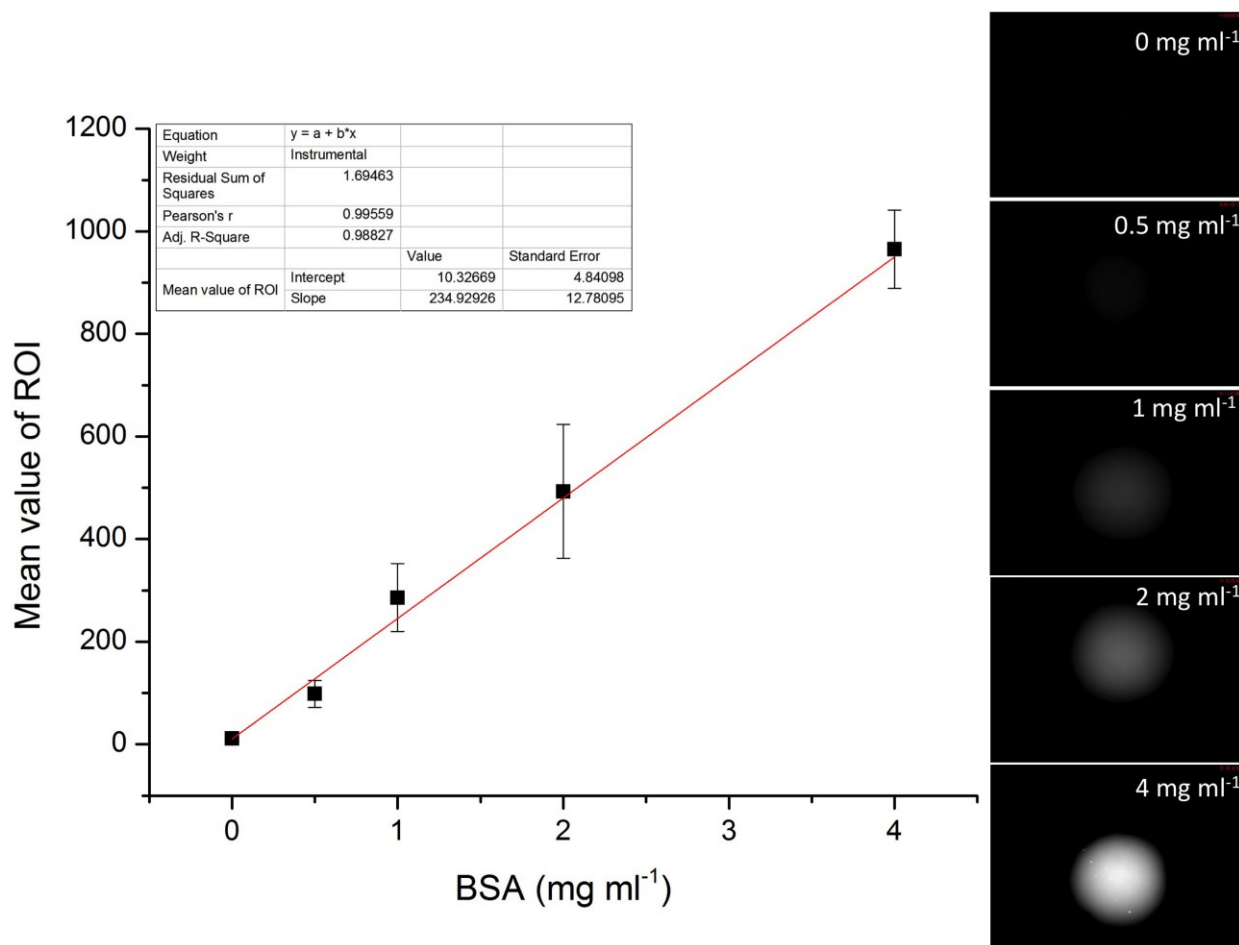 Equation y = a + b*x
Weight Instrumental
Residual Sum of
Squares 1.69463
Pearson's r 0.99559
Adj. R-Square 0.98827
Value Standard Error
Mean value of ROI Intercept 10.32669 4.84098
Slope 234.92926 12.78095
1200
1000
800
600
400
200
0
Mean value of ROI
0 1 2 3 4
BSA (mg ml⁻¹)
0 mg ml⁻¹
0.5 mg ml⁻¹
1 mg ml⁻¹
2 mg ml⁻¹
4 mg ml⁻¹